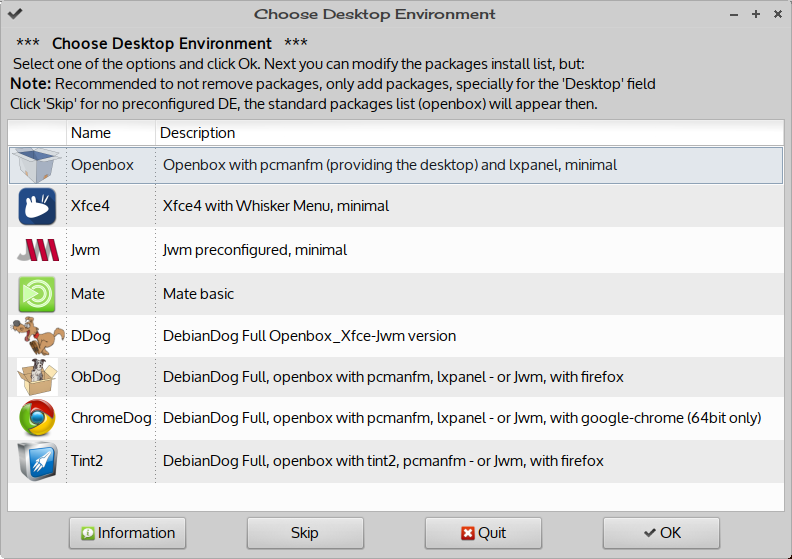 Choose Desktop Environment
*** Choose Desktop Environment ***
Select one of the options and click Ok. Next you can modify the packages install list, but:
Note: Recommended to not remove packages, only add packages, specially for the 'Desktop' field
Click 'Skip' for no preconfigured DE, the standard packages list (openbox) will appear then.
Name Description
Openbox Openbox with pcmanfm (providing the desktop) and lxpanel, minimal
Xfce4 Xfce4 with Whisker Menu, minimal
Jwm Jwm preconfigured, minimal
Mate Mate basic
DDog DebianDog Full Openbox_Xfce-Jwm version
ObDog DebianDog Full, openbox with pcmanfm, lxpanel - or Jwm, with firefox
ChromeDog DebianDog Full, openbox with pcmanfm, lxpanel - or Jwm, with google-chrome (64bit only)
Tint2 DebianDog Full, openbox with tint2, pcmanfm - or Jwm, with firefox
Information Skip Quit OK